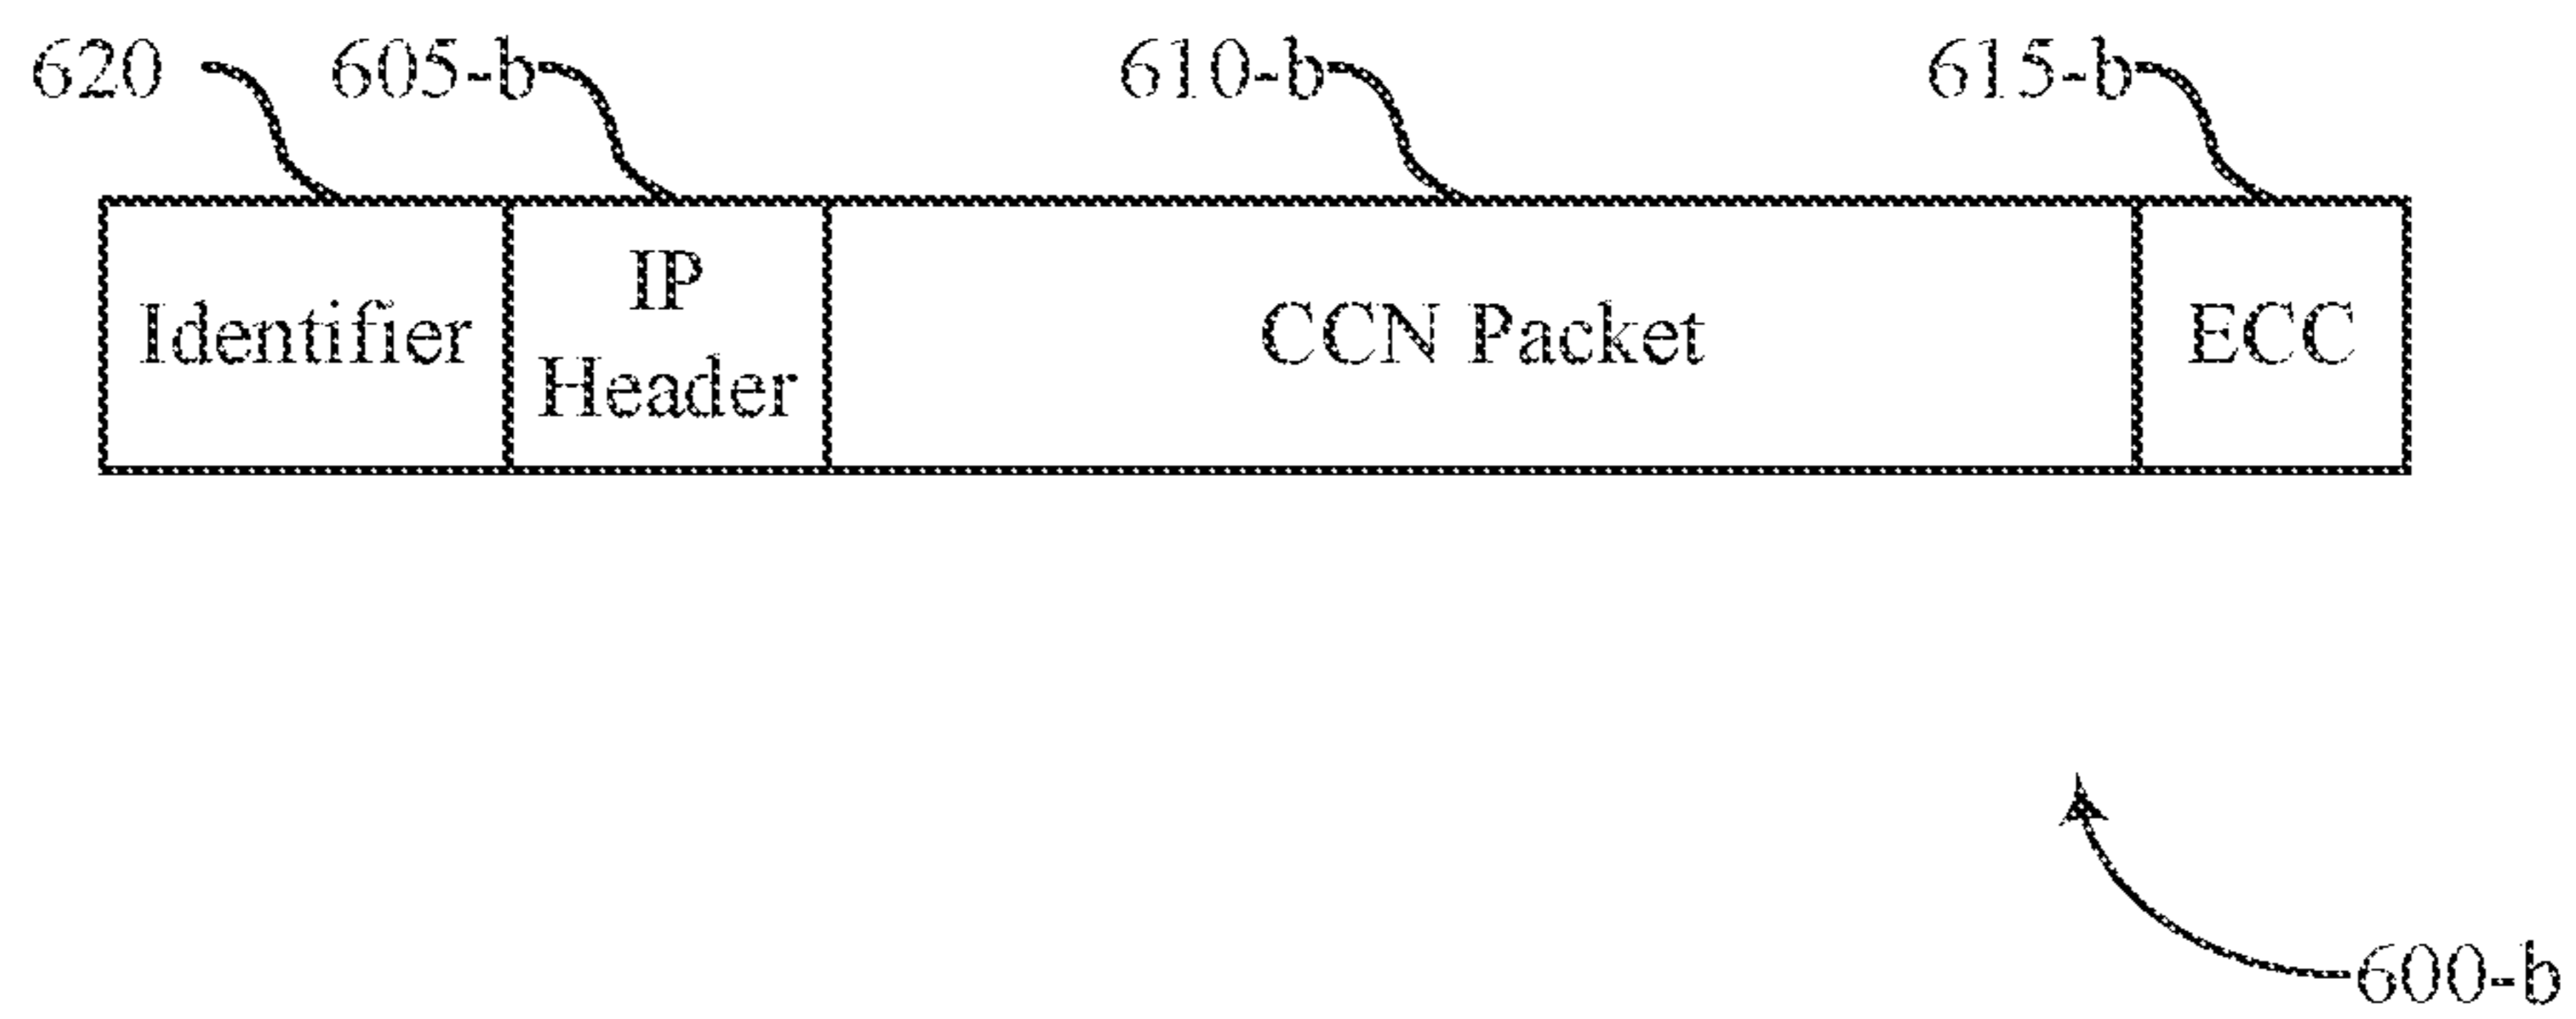 620 605-b 610-b 615-b
Identifier
IP
Header
CCN Packet
ECC
600-b